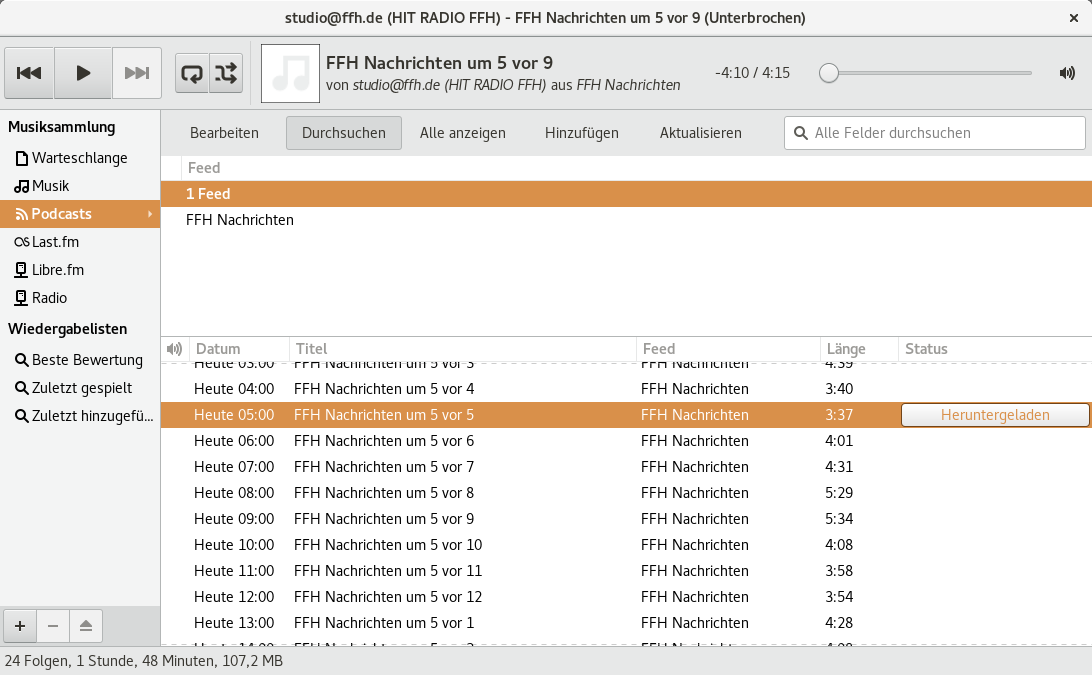 studio@ffh.de (HIT RADIO FFH) - FFH Nachrichten um 5 vor 9 (Unterbrochen)
FFH Nachrichten um 5 vor 9
von studio@ffh.de (HIT RADIO FFH) aus FFH Nachrichten
-4:10 / 4:15
Musiksammlung
Warteschlange
Musik
Podcasts
Last.fm
Libre.fm
Radio
Wiedergabelisten
Beste Bewertung
Zuletzt gespielt
Zuletzt hinzugefü...
Bearbeiten Durchsuchen Alle anzeigen Hinzufügen Aktualisieren Alle Felder durchsuchen
Feed
1 Feed
FFH Nachrichten
Datum Titel Feed Länge Status
Heute 03:00 FFH Nachrichten um 5 vor 3 FFH Nachrichten 4:39
Heute 04:00 FFH Nachrichten um 5 vor 4 FFH Nachrichten 3:40
Heute 05:00 FFH Nachrichten um 5 vor 5 FFH Nachrichten 3:37 Heruntergeladen
Heute 06:00 FFH Nachrichten um 5 vor 6 FFH Nachrichten 4:01
Heute 07:00 FFH Nachrichten um 5 vor 7 FFH Nachrichten 4:31
Heute 08:00 FFH Nachrichten um 5 vor 8 FFH Nachrichten 5:29
Heute 09:00 FFH Nachrichten um 5 vor 9 FFH Nachrichten 5:34
Heute 10:00 FFH Nachrichten um 5 vor 10 FFH Nachrichten 4:08
Heute 11:00 FFH Nachrichten um 5 vor 11 FFH Nachrichten 3:58
Heute 12:00 FFH Nachrichten um 5 vor 12 FFH Nachrichten 3:54
Heute 13:00 FFH Nachrichten um 5 vor 1 FFH Nachrichten 4:28
24 Folgen, 1 Stunde, 48 Minuten, 107,2 MB